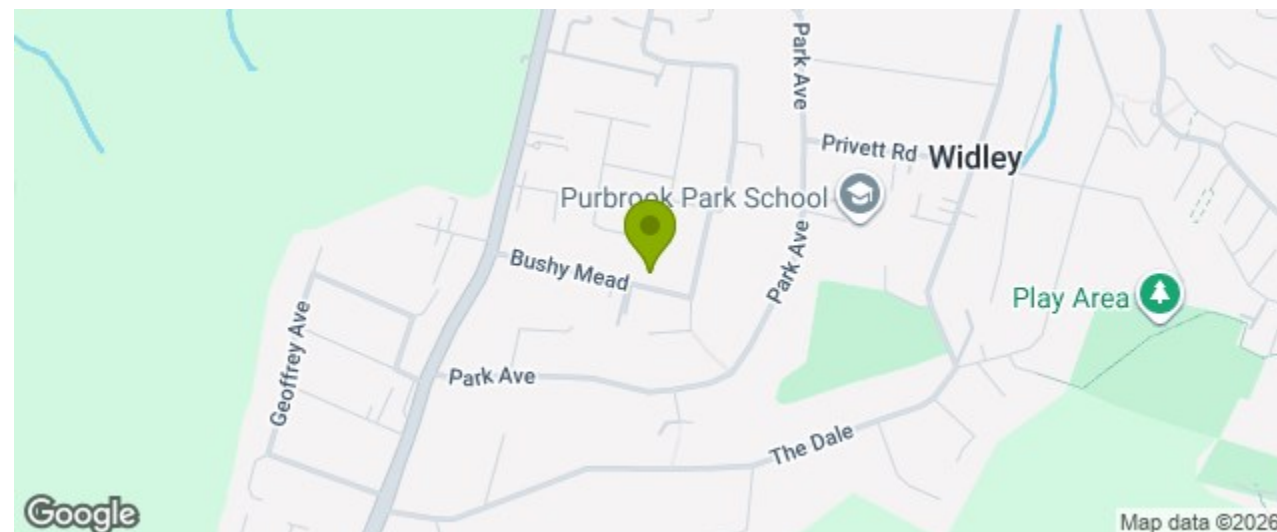 Park Ave
Privett Rd
Widley
Purbrook Park School
Bushy Mead
Park Ave
Play Area
Geoffrey Ave
Park Ave
The Dale
Google
Map data ©2026